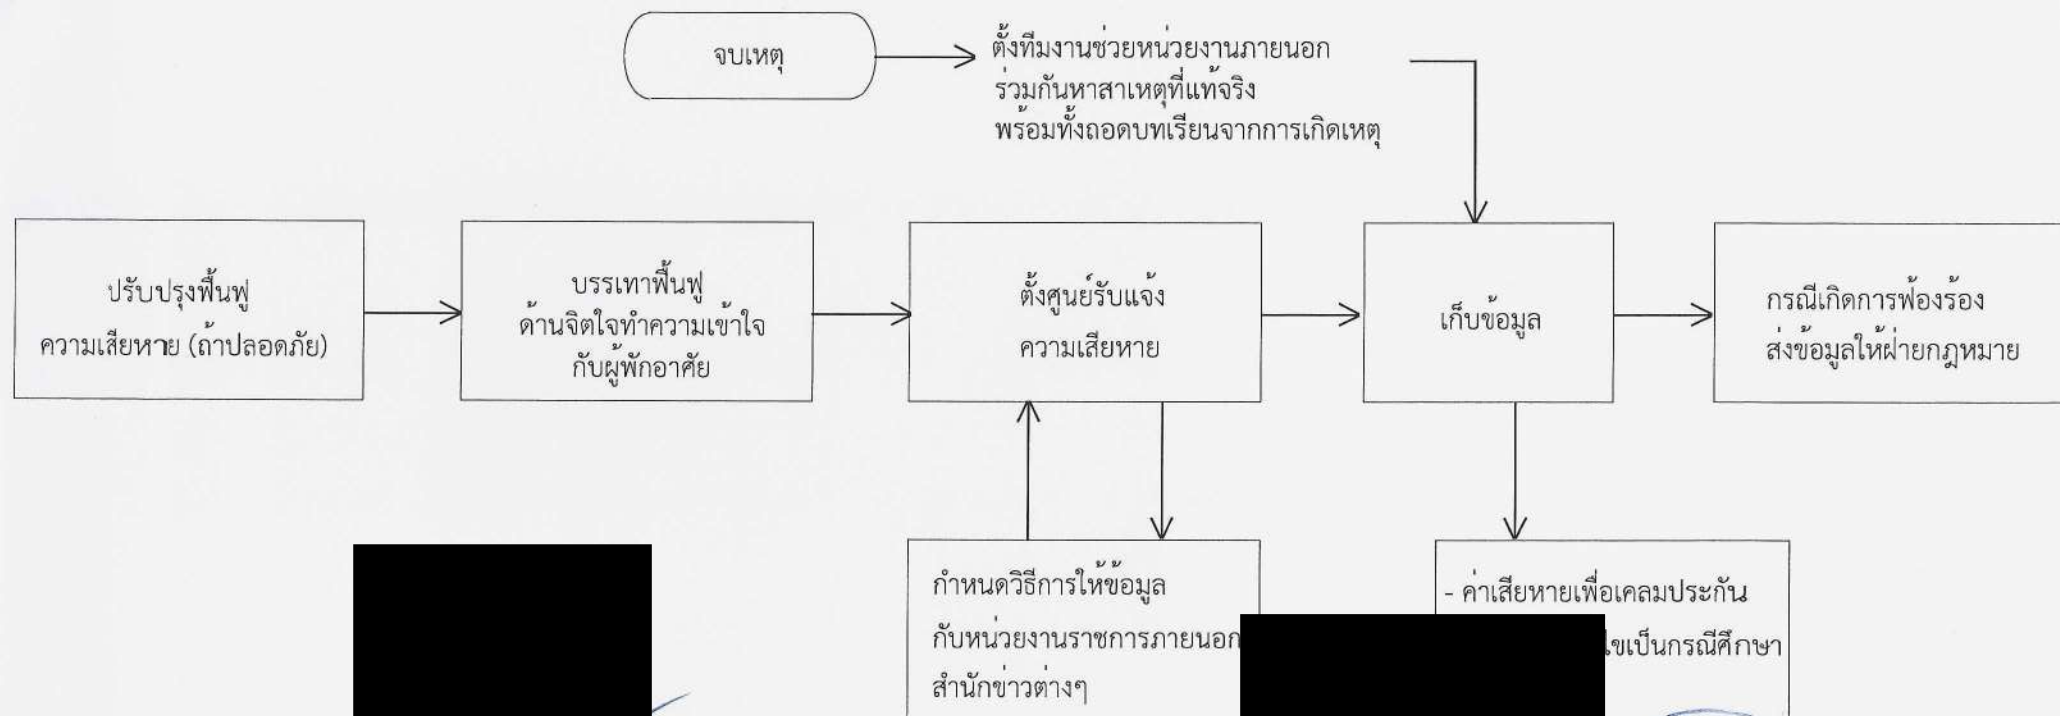 จบเหตุ
ตั้งทีมงานช่วยหน่วยงานภายนอก
ร่วมกันหาสาเหตุที่แท้จริง
พร้อมทั้งถอดบทเรียนจากการเกิดเหตุ
ปรับปรุงฟื้นฟู
ความเสียหาย (ถ้าปลอดภัย)
บรรเทาฟื้นฟู
ด้านจิตใจทำความเข้าใจ
กับผู้พักอาศัย
ตั้งศูนย์รับแจ้ง
ความเสียหาย
เก็บข้อมูล
กรณีเกิดการฟ้องร้อง
ส่งข้อมูลให้ฝ่ายกฎหมาย
กำหนดวิธีการให้ข้อมูล
กับหน่วยงานราชการภายนอก
สำนักข่าวต่างๆ
- ค่าเสียหายเพื่อเคลมประกัน
เป็นกรณีศึกษา